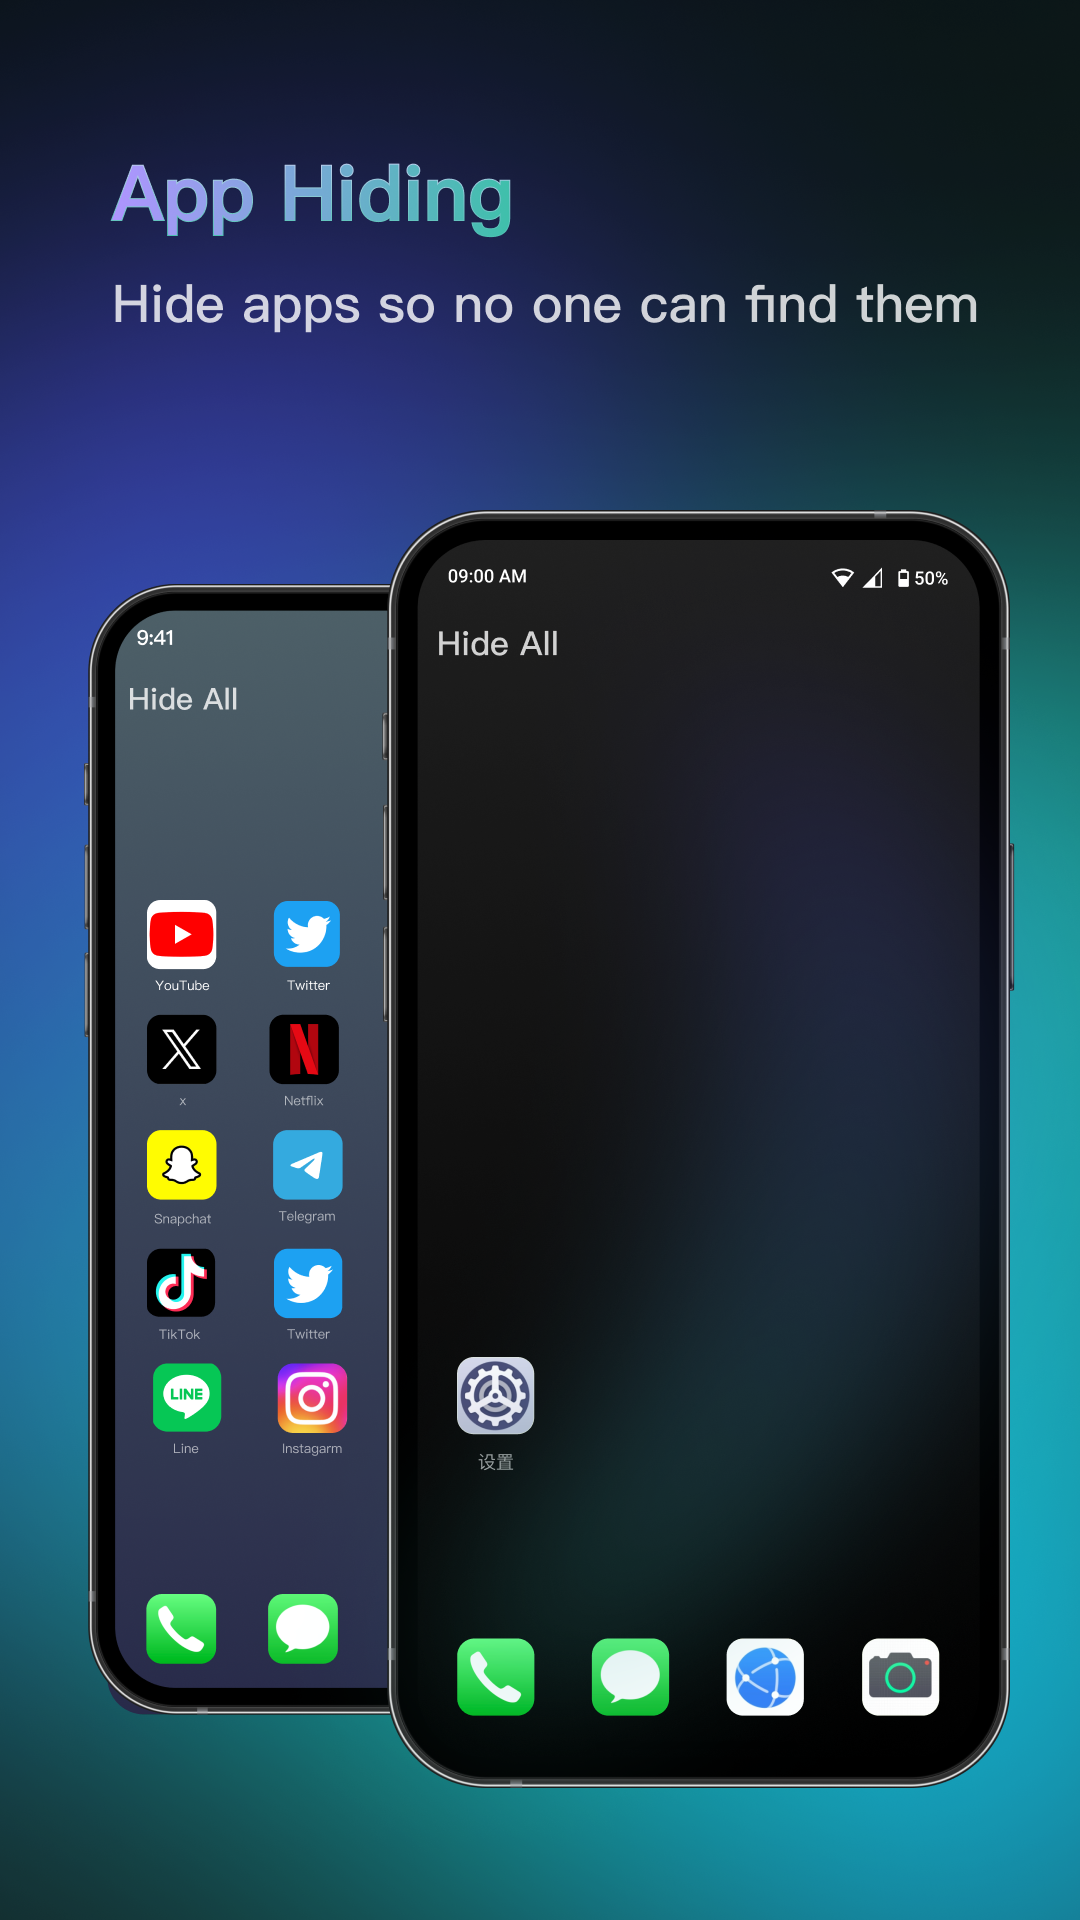 App Hiding
Hide apps so no one can find them
09:00 AM
50%
Hide All
9:41
Hide All
YouTube
Twitter
x
Netflix
Snapchat
Telegram
TikTok
Twitter
LINE
Line
Instagarm
设置